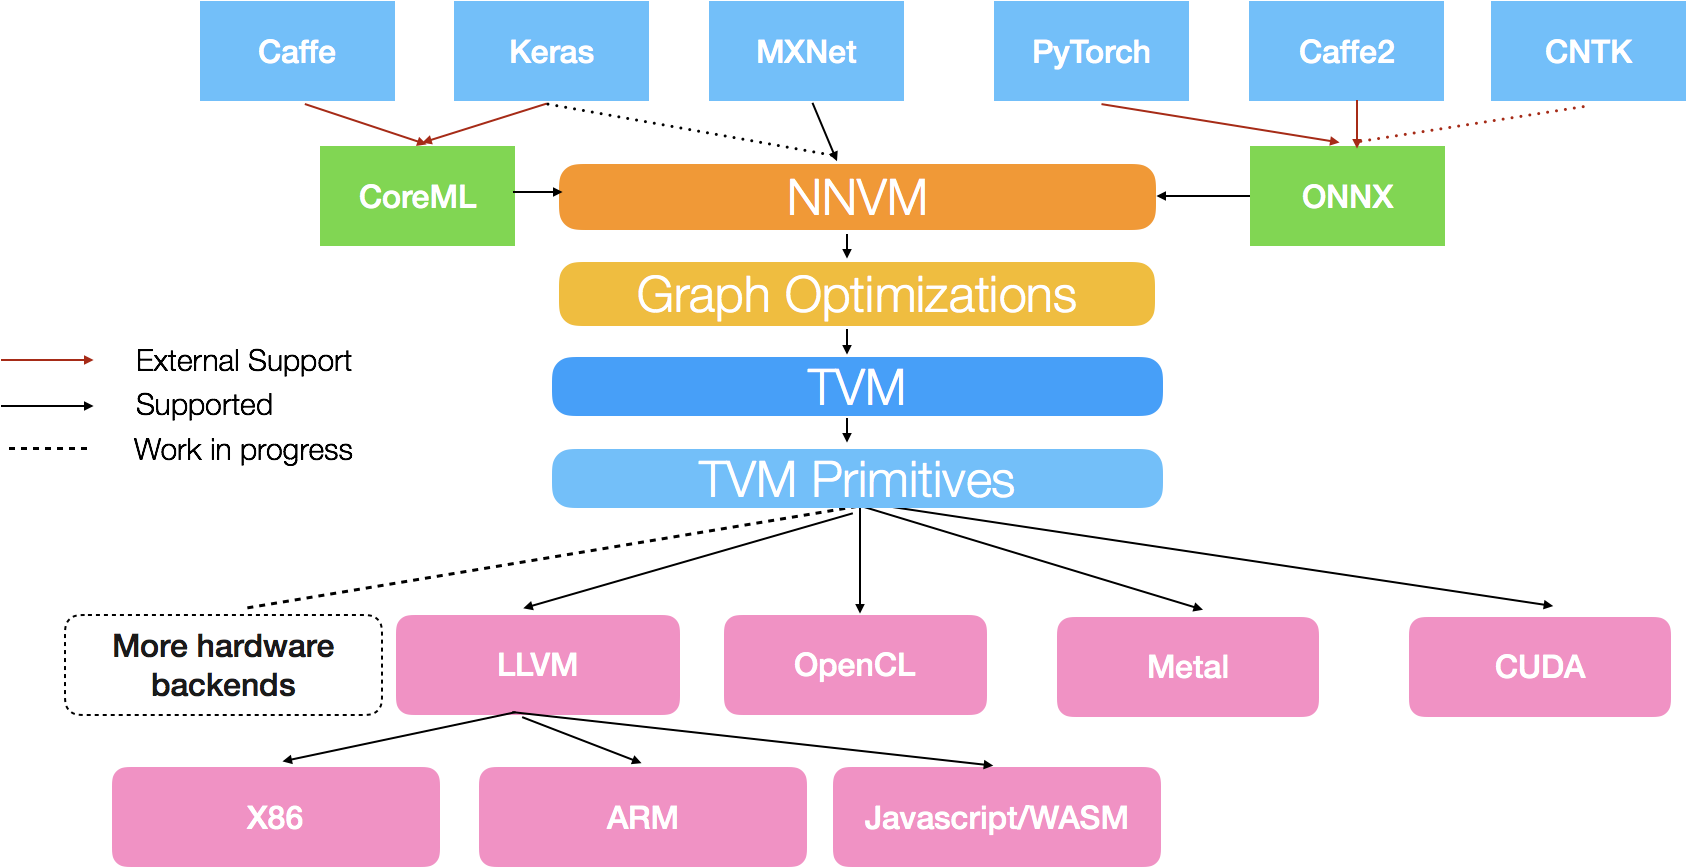 Caffe
Keras
MXNet
PyTorch
Caffe2
CNTK
CoreML
NNVM
ONNX
Graph Optimizations
External Support
Supported
Work in progress
TVM
TVM Primitives
More hardware
backends
LLVM
OpenCL
Metal
CUDA
X86
ARM
Javascript/WASM